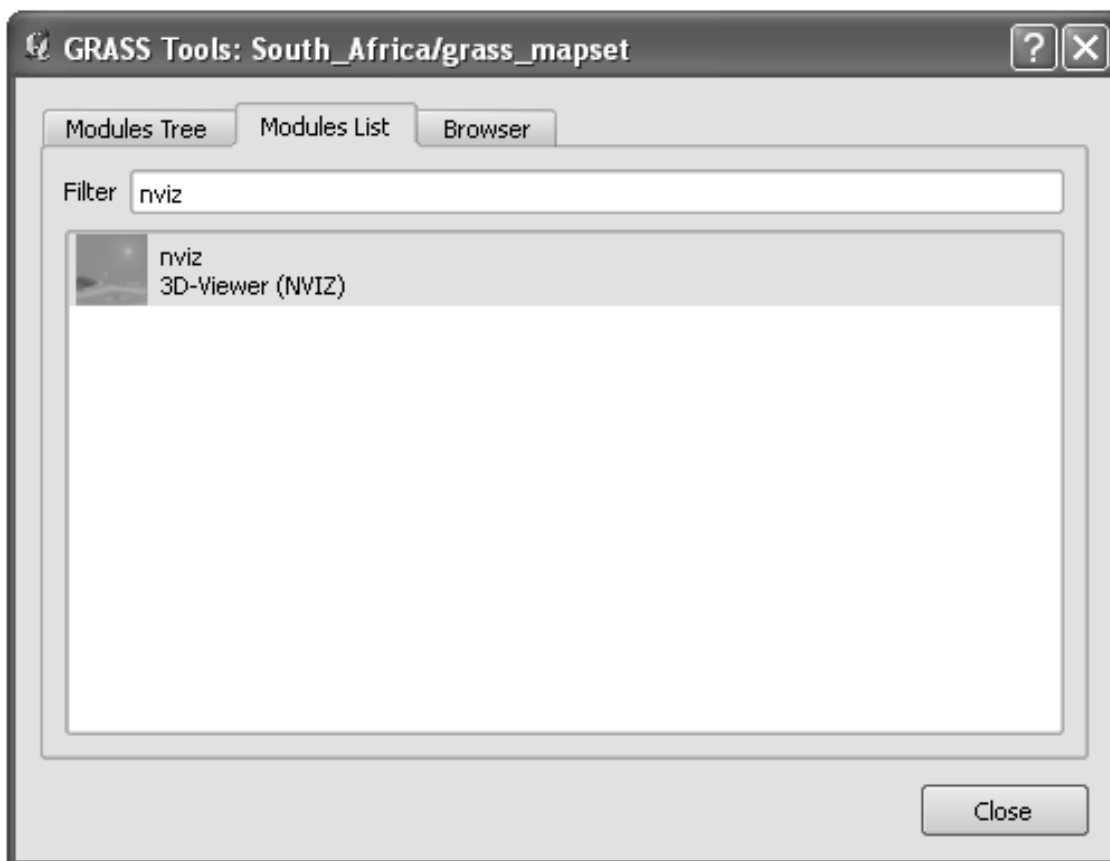 GRASS Tools: South_Africa/grass_mapset
Modules Tree
Modules List
Browser
Filter
nviz
nviz
3D-Viewer (NVIZ)
Close